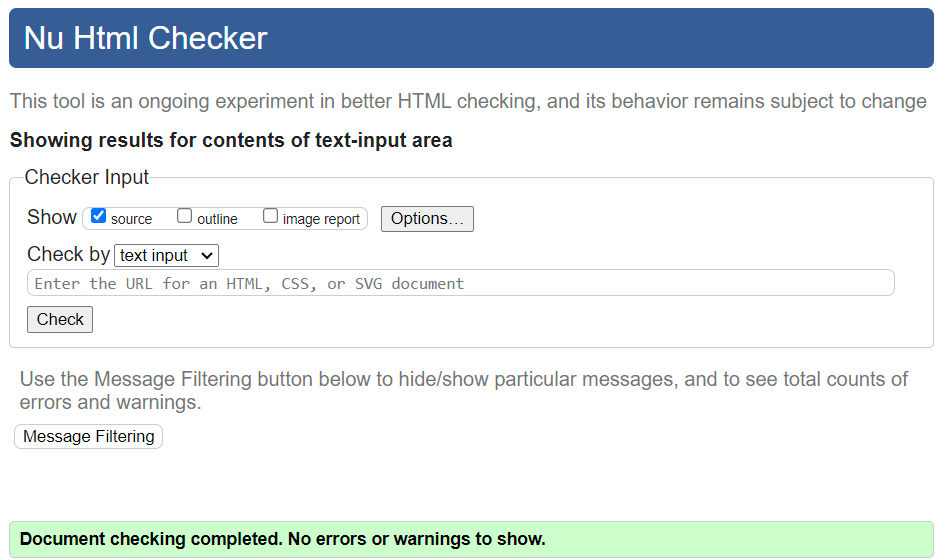 Nu Html Checker
This tool is an ongoing experiment in better HTML checking, and its behavior remains subject to change
Showing results for contents of text-input area
Checker Input
Show source outline image report Options…
Check by text input
Enter the URL for an HTML, CSS, or SVG document
Check
Use the Message Filtering button below to hide/show particular messages, and to see total counts of
errors and warnings.
Message Filtering
Document checking completed. No errors or warnings to show.